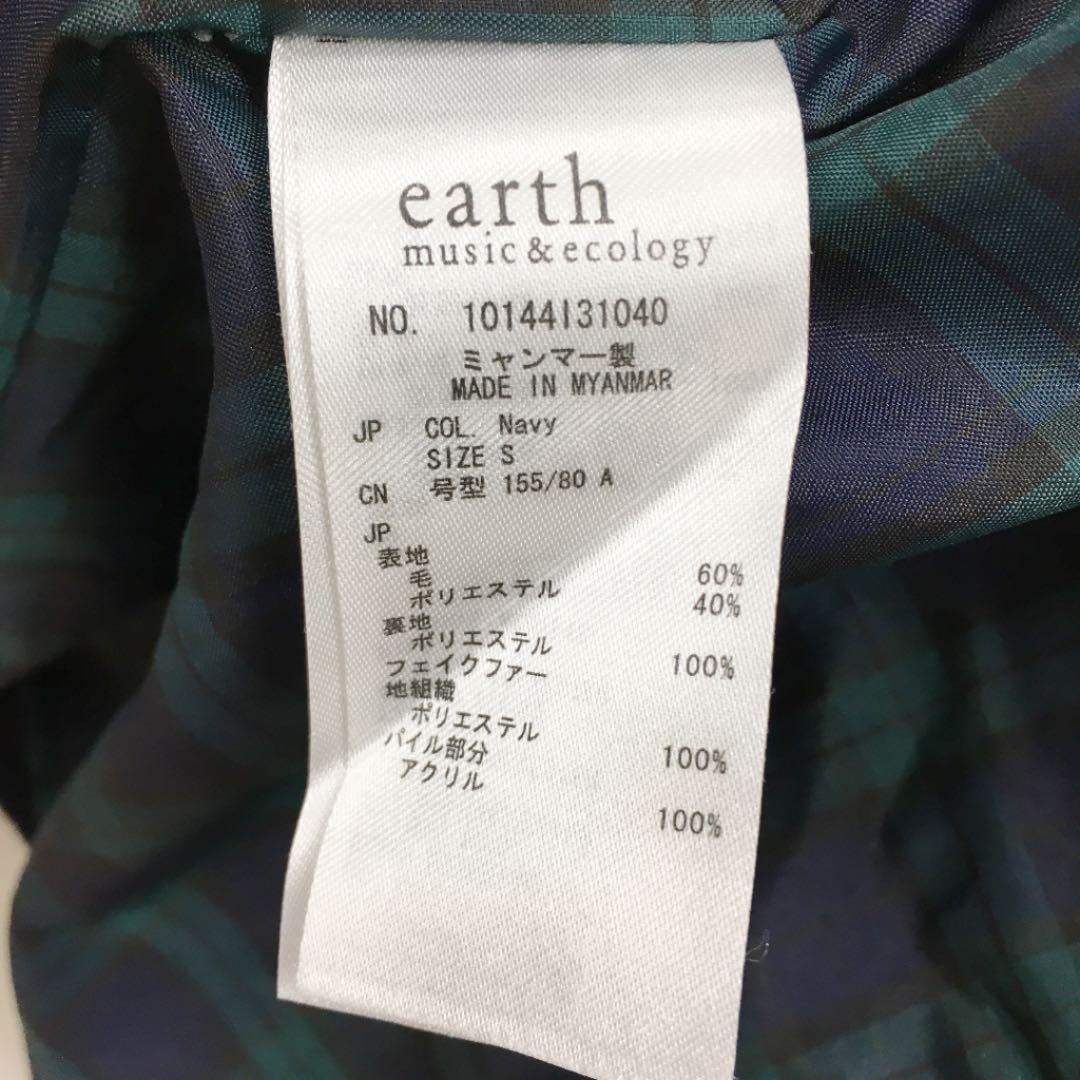 earth
music & ecology
NO. 10144I31040
ミャンマー製
MADE IN MYANMAR
JP COL. Navy
SIZE S
CN 号型 155/80 A
JP
表地
毛 60%
ポリエステル 40%
裏地
ポリエステル 100%
フェイクファー
地組織
ポリエステル 100%
パイル部分
アクリル 100%